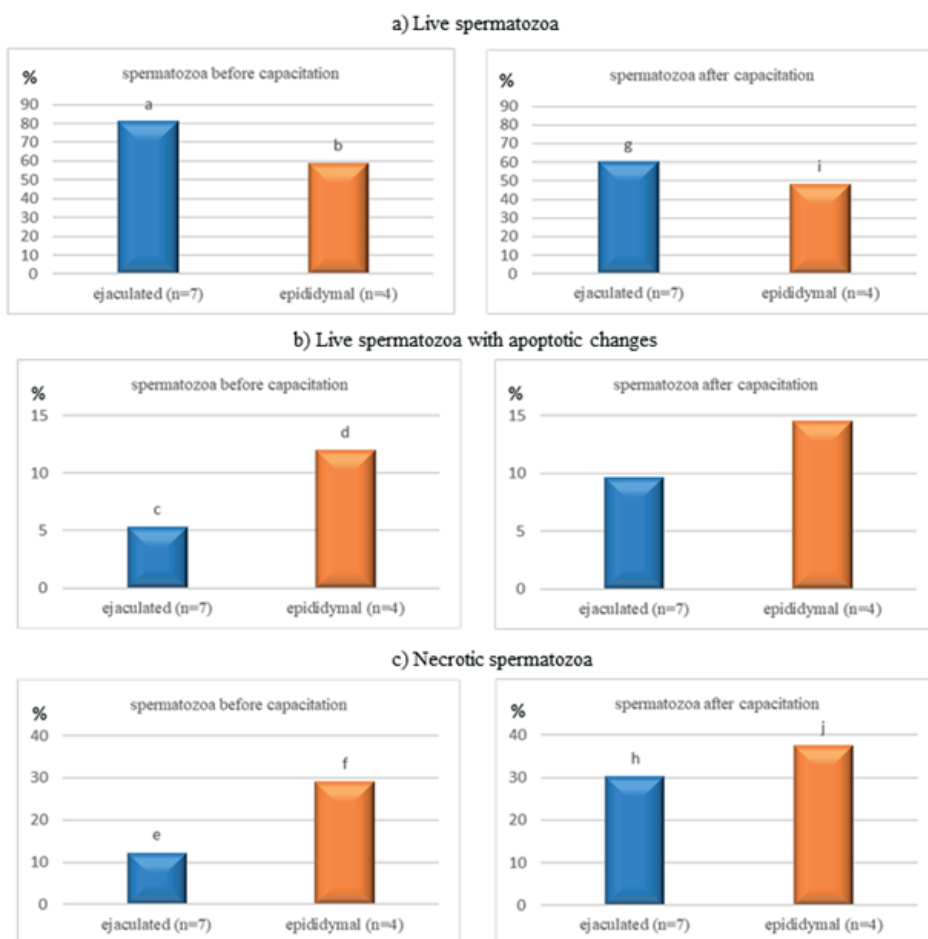 a) Live spermatozoa
spermatozoa before capacitation
%
90
80
70
60
50
40
30
20
10
0
a
b
ejaculated (n=7)
epididymal (n=4)
spermatozoa after capacitation
%
90
80
70
60
50
40
30
20
10
0
g
i
ejaculated (n=7)
epididymal (n=4)
b) Live spermatozoa with apoptotic changes
spermatozoa before capacitation
%
15
10
5
0
c
d
ejaculated (n=7)
epididymal (n=4)
spermatozoa after capacitation
%
15
10
5
0
ejaculated (n=7)
epididymal (n=4)
c) Necrotic spermatozoa
spermatozoa before capacitation
%
40
30
20
10
0
e
f
ejaculated (n=7)
epididymal (n=4)
spermatozoa after capacitation
%
40
30
20
10
0
h
j
ejaculated (n=7)
epididymal (n=4)